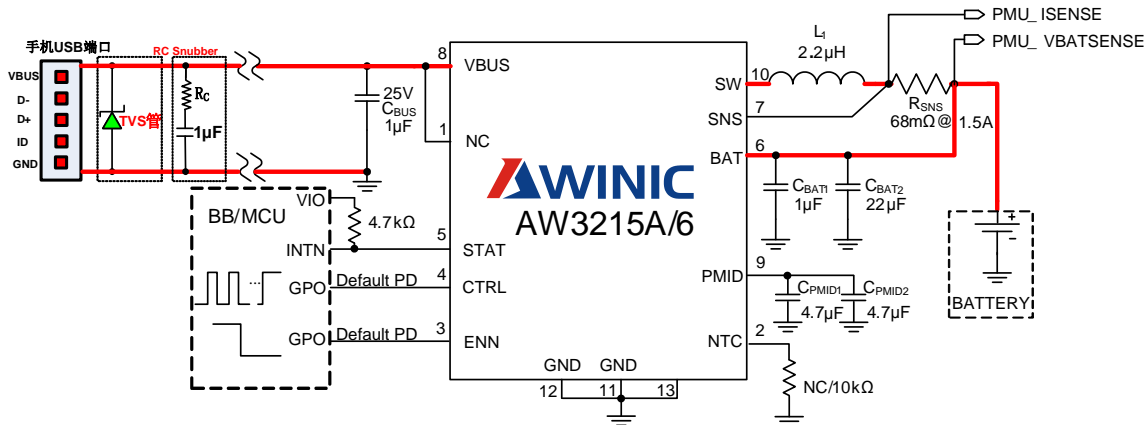 手机USB端口
VBUS
D-
D+
ID
GND
RC Snubber
TVS管
RC
1µF
25V
CBUS
1µF
8
VBUS
1
NC
BB/MCU
VIO
4.7kΩ
INTN
5
STAT
...
GPO
Default PD
4
CTRL
GPO
Default PD
3
ENN
AWINIC
AW3215A/6
GND
GND
12
11
13
SW
10
L1
2.2µH
SNS
7
RSNS
68mΩ@
1.5A
PMU_ISENSE
PMU_ VBATSENSE
BAT
6
CBAT1
1µF
CBAT2
22µF
+
-
BATTERY
PMID
9
CPMID1
4.7µF
CPMID2
4.7µF
NTC
2
NC/10kΩ